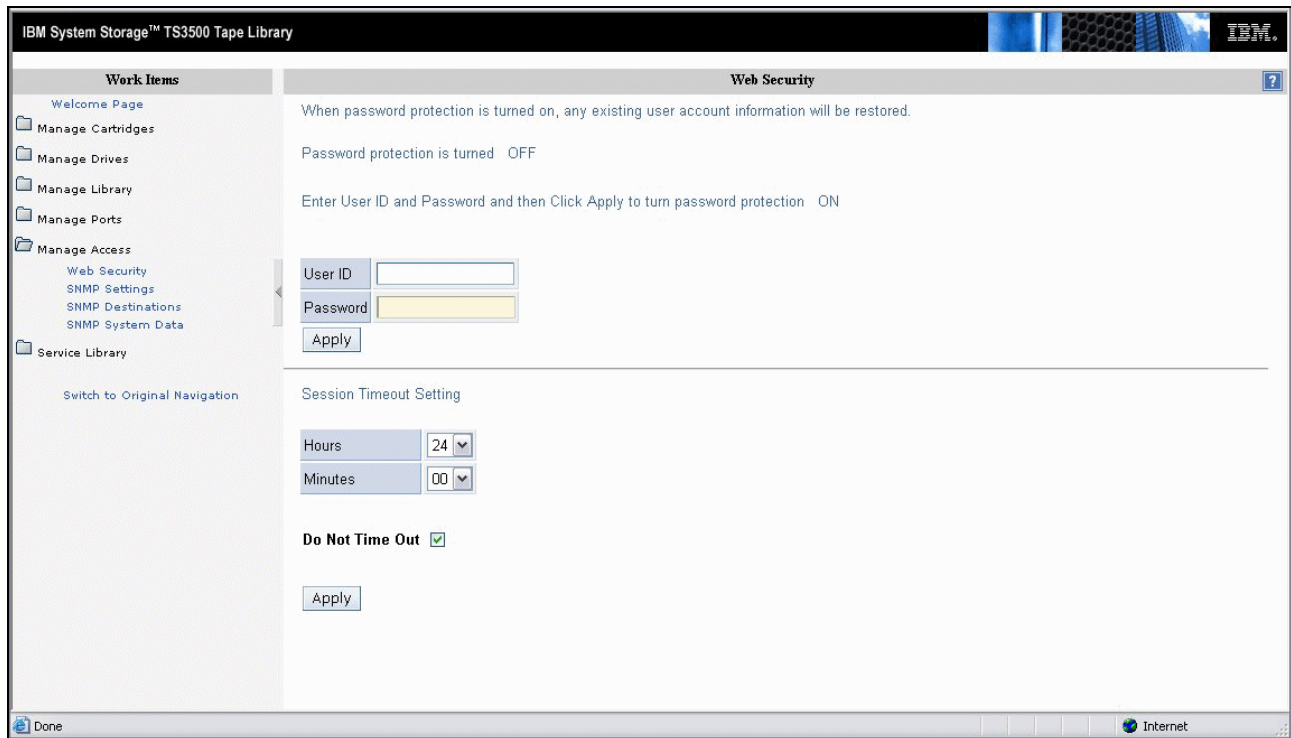 IBM System Storage™ TS3500 Tape Library
IBM.
Work Items
Welcome Page
Manage Cartridges
Manage Drives
Manage Library
Manage Ports
Manage Access
Web Security
SNMP Settings
SNMP Destinations
SNMP System Data
Service Library
Switch to Original Navigation
Web Security
?
When password protection is turned on, any existing user account information will be restored.
Password protection is turned OFF
Enter User ID and Password and then Click Apply to turn password protection ON
User ID
Password
Apply
Session Timeout Setting
Hours 24
Minutes 00
Do Not Time Out
Apply
Done
Internet